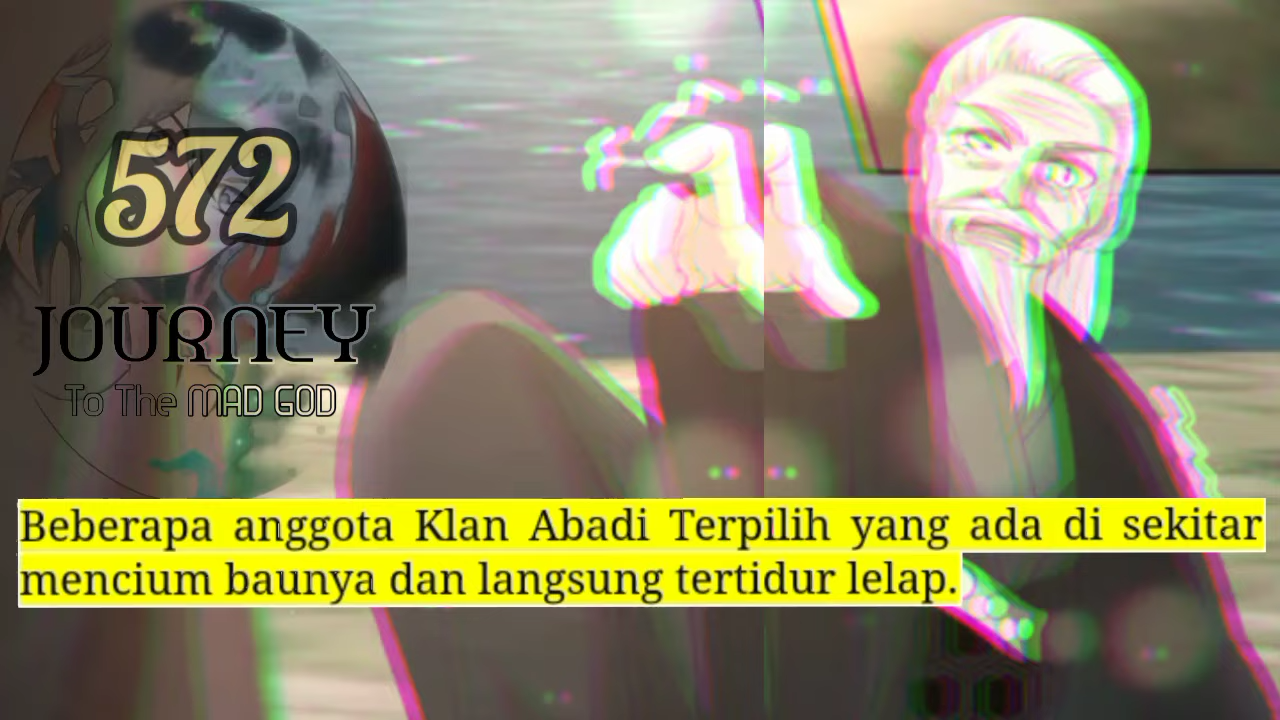 572
JOURNEY
To The MAD GOD
Beberapa anggota Klan Abadi Terpilih yang ada di sekitar
mencium baunya dan langsung tertidur lelap.